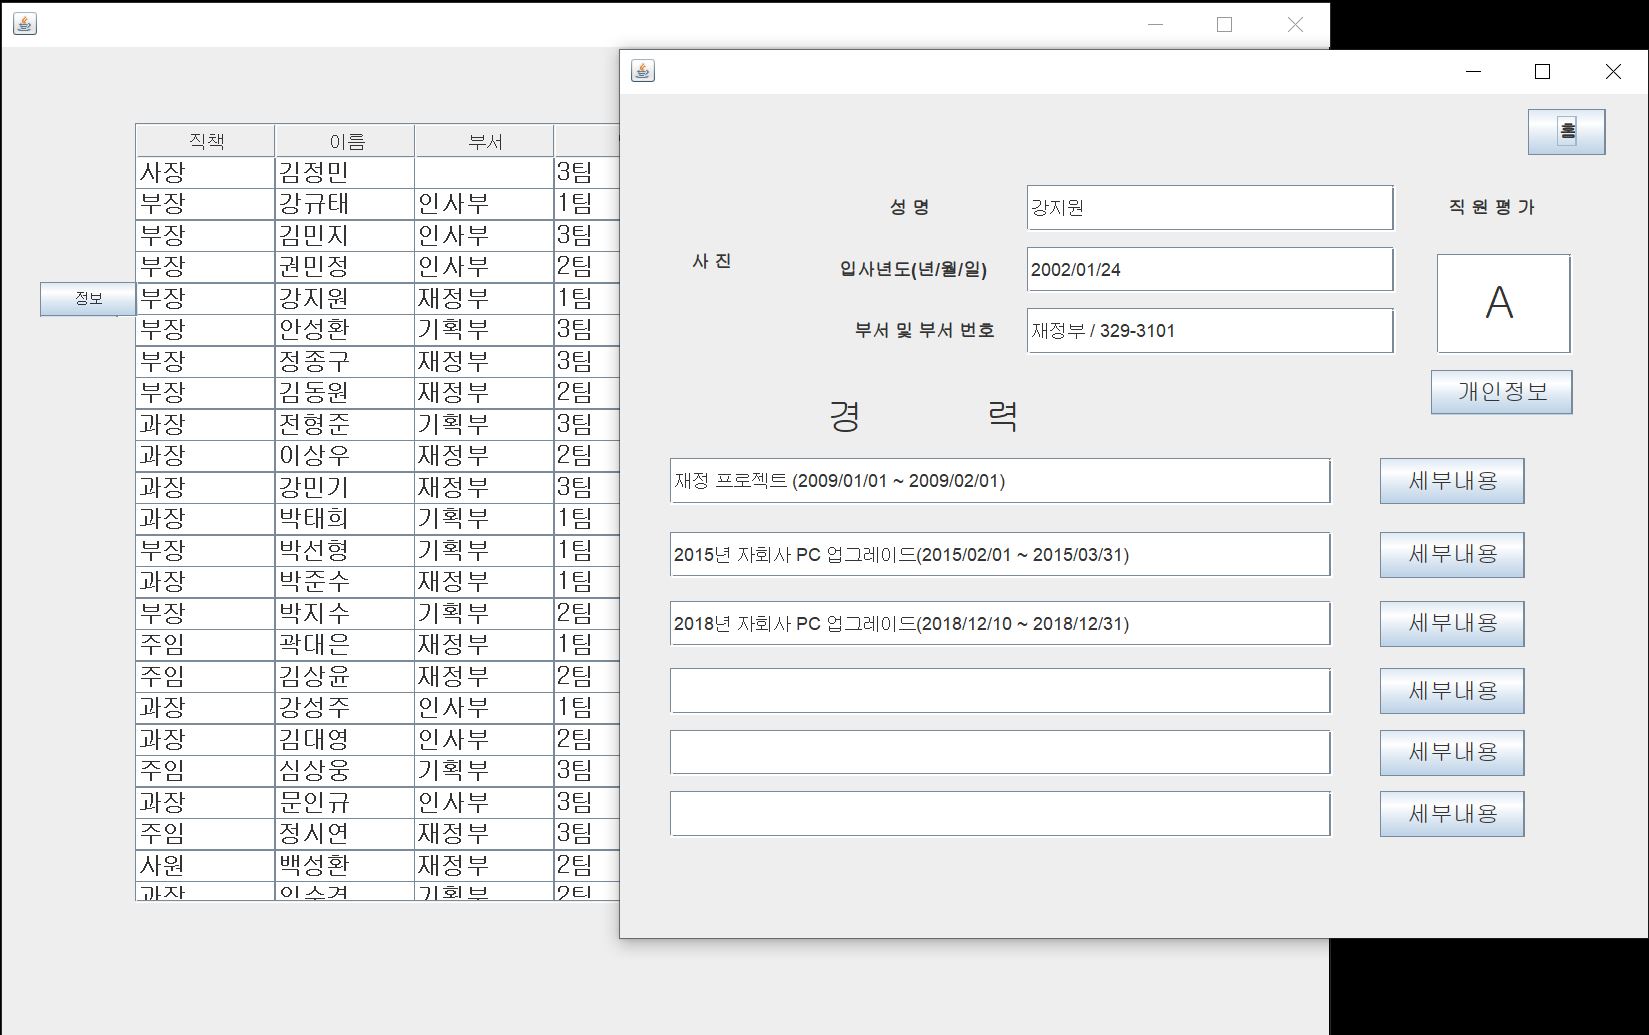 직책 이름 부서
사장 김정민 3팀
부장 강규태 인사부 1팀
부장 김민지 인사부 3팀
부장 권민정 인사부 2팀
정보
부장 강지원 재정부 1팀
부장 안성환 기획부 3팀
부장 정종구 재정부 3팀
부장 김동원 재정부 2팀
과장 전형준 기획부 3팀
과장 이상우 재정부 2팀
과장 강민기 재정부 3팀
과장 박태희 기획부 1팀
부장 박선형 기획부 1팀
과장 박준수 재정부 1팀
부장 박지수 기획부 2팀
주임 곽대은 재정부 1팀
주임 김상윤 재정부 2팀
과장 강성주 인사부 1팀
과장 김대영 인사부 2팀
주임 심상웅 기획부 3팀
과장 문인규 인사부 3팀
주임 정시연 재정부 3팀
사원 백성환 재정부 2팀
과장 기획부 2팀
홈
성 명 강지원 직 원 평 가
사 진
입사년도(년/월/일) 2002/01/24
A
부서 및 부서 번호 재정부 / 329-3101
개인정보
경 력
재정 프로젝트 (2009/01/01 ~ 2009/02/01) 세부내용
2015년 자회사 PC 업그레이드(2015/02/01 ~ 2015/03/31) 세부내용
2018년 자회사 PC 업그레이드(2018/12/10 ~ 2018/12/31) 세부내용
세부내용
세부내용
세부내용